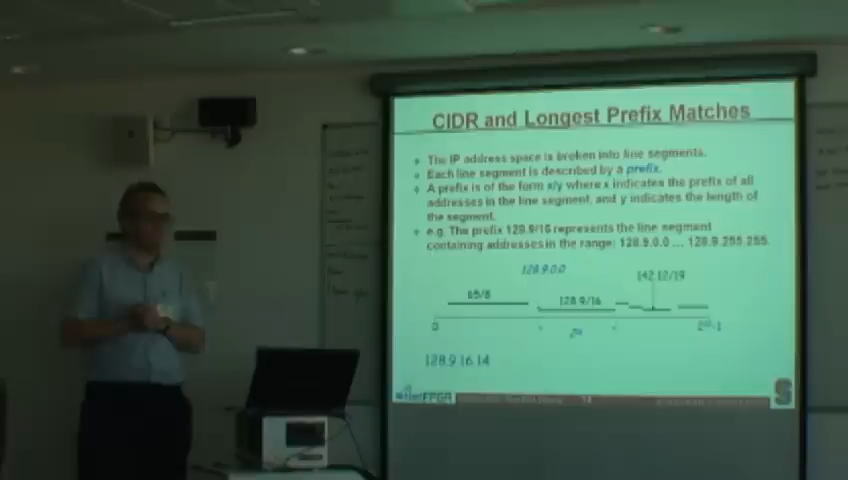 CIDR and Longest Prefix Matches
The IP address space is broken into line segments.
Each line segment is described by a prefix.
A prefix is of the form x/y where x indicates the prefix of all
addresses in the line segment, and y indicates the length of
the segment.
e.g. The prefix 128.9/16 represents the line segment
containing addresses in the range: 128.9.0.0 ... 128.9.255.255.
128.9.0.0
142.12/19
65/8
128.9/16
0
128.9.16.14
NetFPGA
S